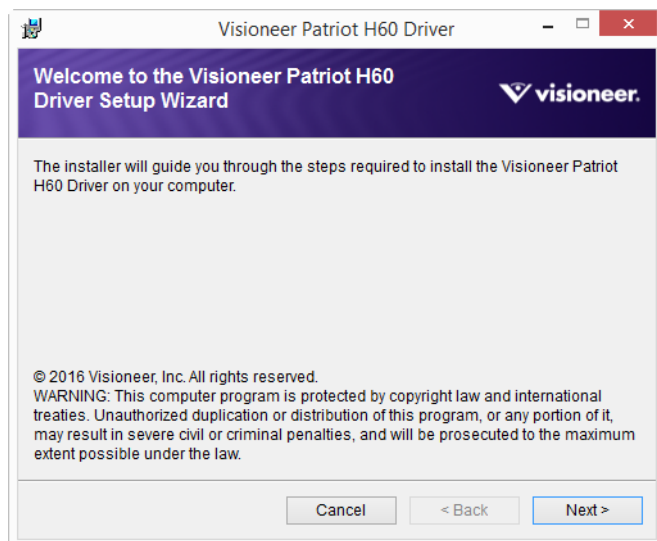 Visioneer Patriot H60 Driver
Welcome to the Visioneer Patriot H60
Driver Setup Wizard
visioneer.
The installer will guide you through the steps required to install the Visioneer Patriot
H60 Driver on your computer.
© 2016 Visioneer, Inc. All rights reserved.
WARNING: This computer program is protected by copyright law and international
treaties. Unauthorized duplication or distribution of this program, or any portion of it,
may result in severe civil or criminal penalties, and will be prosecuted to the maximum
extent possible under the law.
Cancel
< Back
Next >